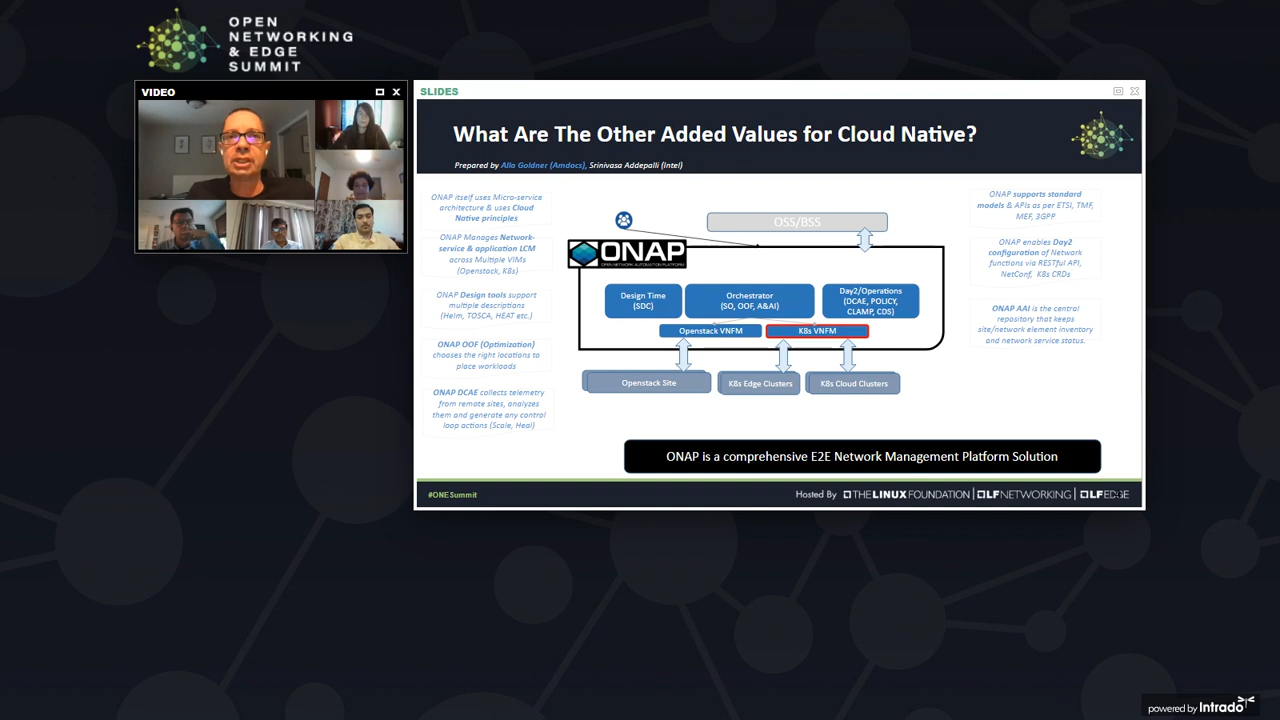 OPEN
NETWORKING
& EDGE
SUMMIT
VIDEO
SLIDES
What Are The Other Added Values for Cloud Native?
Prepared by Alla Goldner (Amdocs), Srinivasa Addepalli (Intel)
ONAP itself uses Micro-service
architecture & uses Cloud
Native principles
ONAP Manages Network-
service & application LCM
across Multiple VIMs
(Openstack, K8s)
ONAP Design tools support
multiple descriptions
(Helm, TOSCA, HEAT etc.)
ONAP OOF (Optimization)
chooses the right locations to
place workloads
ONAP DCAE collects telemetry
from remote sites, analyzes
them and generate any control
loop actions (Scale, Heal)
OSS/BSS
ONAP
OPEN NETWORK AUTOMATION PLATFORM
Design Time
(SDC)
Orchestrator
(SO, OOF, A&AI)
Day2/Operations
(DCAE, POLICY,
CLAMP, CDS)
Openstack VNFM
K8s VNFM
Openstack Site
K8s Edge Clusters
K8s Cloud Clusters
ONAP supports standard
models & APIs as per ETSI, TMF,
MEF, 3GPP
ONAP enables Day2
configuration of Network
functions via RESTful API,
NetConf, K8s CRDs
ONAP AAI is the central
repository that keeps
site/network element inventory
and network service status.
ONAP is a comprehensive E2E Network Management Platform Solution
#ONESummit
Hosted By THE LINUX FOUNDATION | LF NETWORKING | LF EDGE
powered by Intrado